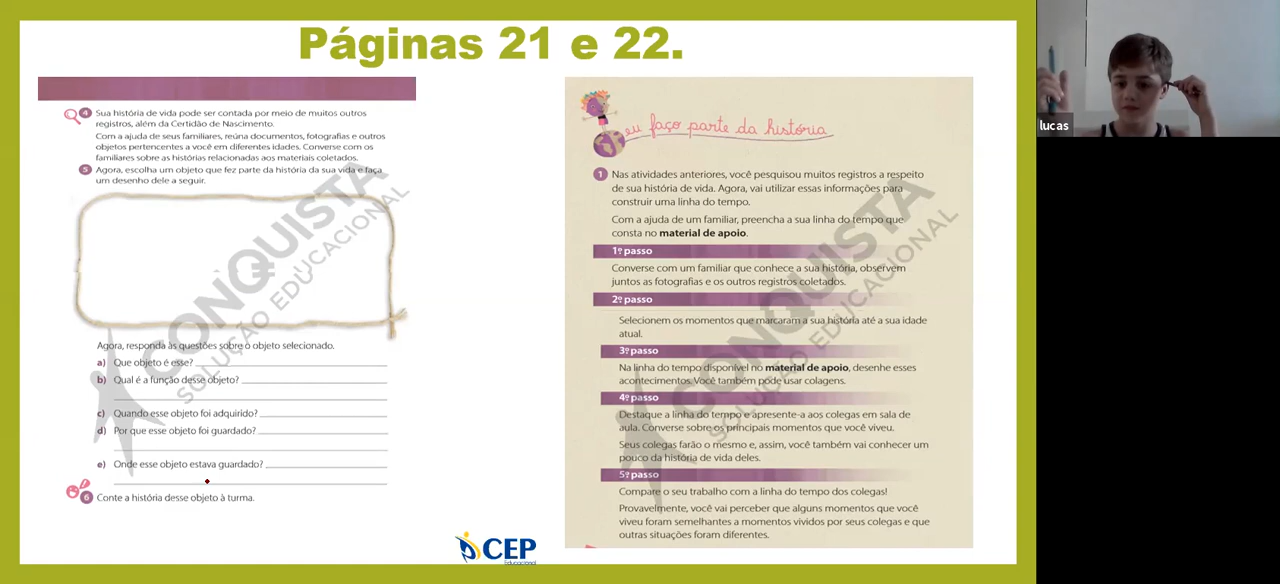 Páginas 21 e 22.
4 Sua história de vida pode ser contada por meio de muitos outros
registros, além da Certidão de Nascimento.
Com a ajuda de seus familiares, reúna documentos, fotografias e outros
objetos pertencentes a você em diferentes idades. Converse com os
familiares sobre as histórias relacionadas aos materiais coletados.
5 Agora, escolha um objeto que fez parte da história da sua vida e faça
um desenho dele a seguir.
Agora, responda às questões sobre o objeto selecionado.
a) Que objeto é esse?
b) Qual é a função desse objeto?
c) Quando esse objeto foi adquirido?
d) Por que esse objeto foi guardado?
e) Onde esse objeto estava guardado?
6 Conte a história desse objeto à turma.
CONQUISTA
SOLUÇÃO EDUCACIONAL
eu faço parte da história
1 Nas atividades anteriores, você pesquisou muitos registros a respeito
de sua história de vida. Agora, vai utilizar essas informações para
construir uma linha do tempo.
Com a ajuda de um familiar, preencha a sua linha do tempo que
consta no material de apoio.
1º passo
Converse com um familiar que conhece a sua história, observem
juntos as fotografias e os outros registros coletados.
2º passo
Selecionem os momentos que marcaram a sua história até a sua idade
atual.
3º passo
Na linha do tempo disponível no material de apoio, desenhe esses
acontecimentos. Você também pode usar colagens.
4º passo
Destaque a linha do tempo e apresente-a aos colegas em sala de
aula. Converse sobre os principais momentos que você viveu.
Seus colegas farão o mesmo e, assim, você também vai conhecer um
pouco da história de vida deles.
5º passo
Compare o seu trabalho com a linha do tempo dos colegas!
Provavelmente, você vai perceber que alguns momentos que você
viveu foram semelhantes a momentos vividos por seus colegas e que
outras situações foram diferentes.
CONQUISTA
SOLUÇÃO EDUCACIONAL
CEP
Educacional
lucas